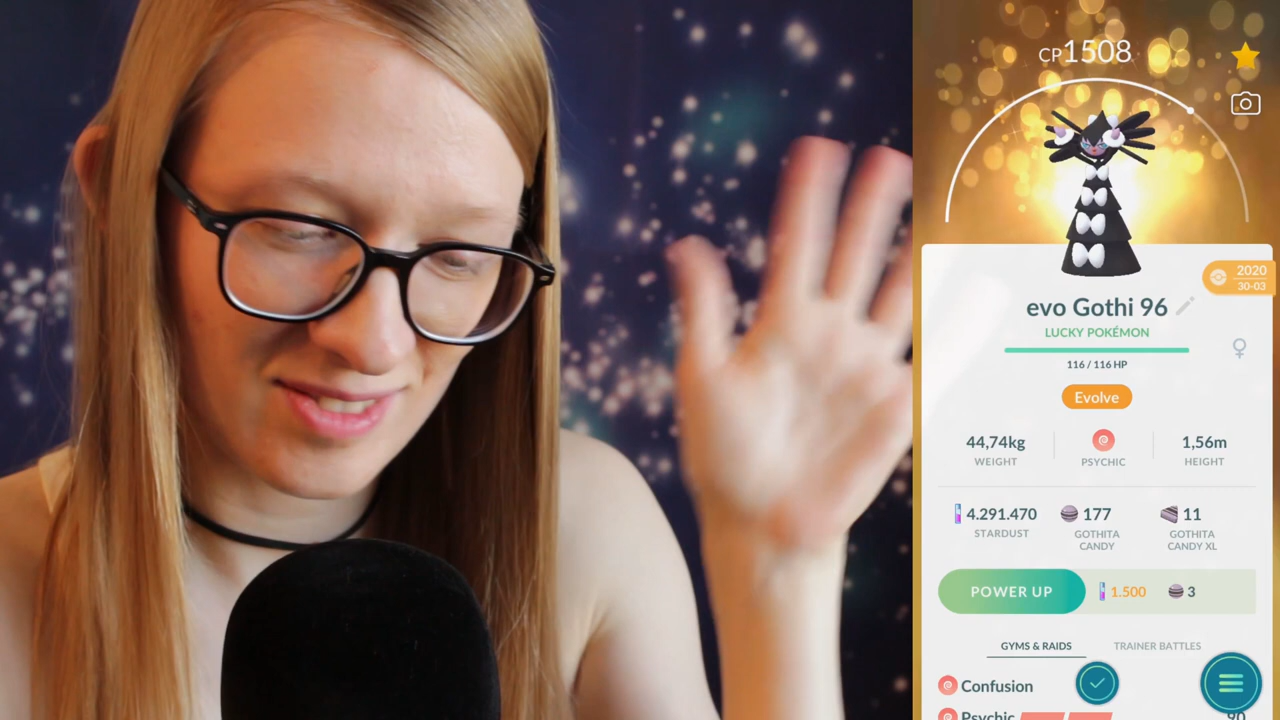 CP1508
2020
30-03
evo Gothi 96
LUCKY POKÉMON
116 / 116 HP
Evolve
44,74kg
WEIGHT
PSYCHIC
1,56m
HEIGHT
4.291.470
STARDUST
177
GOTHITA
CANDY
11
GOTHITA
CANDY XL
POWER UP
1.500
3
GYMS & RAIDS
TRAINER BATTLES
Confusion
Psychic
90